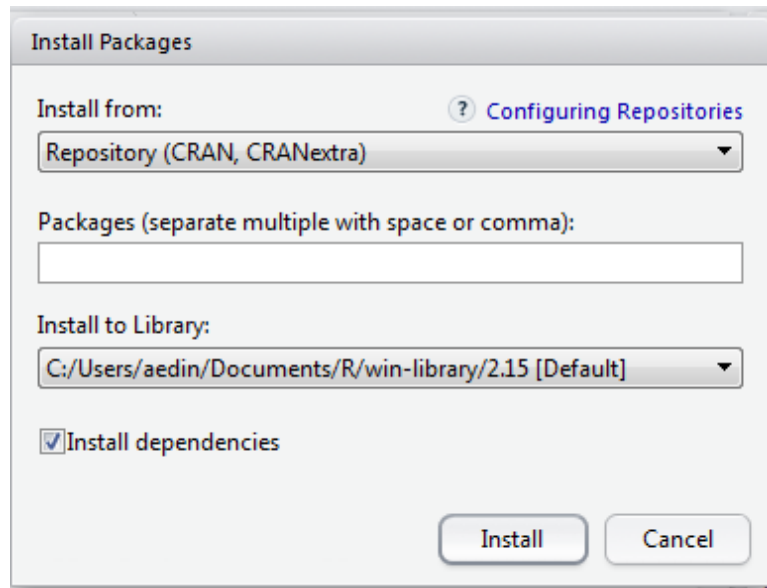 Install Packages
Install from:
? Configuring Repositories
Repository (CRAN, CRANextra)
Packages (separate multiple with space or comma):
Install to Library:
C:/Users/aedin/Documents/R/win-library/2.15 [Default]
Install dependencies
Install Cancel